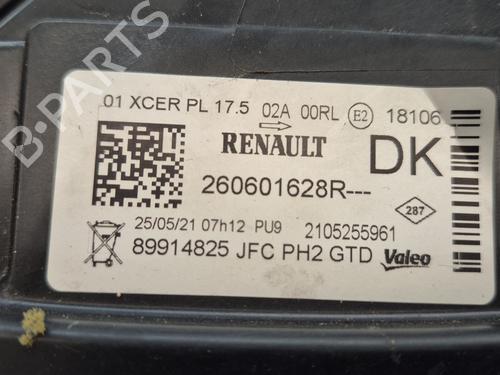 B-PARTS
01 XCER PL 17.5 02A 00RL E2 18106
RENAULT DK
260601628R---
287
25/05/21 07h12 PU9 2105255961
89914825 JFC PH2 GTD Valeo